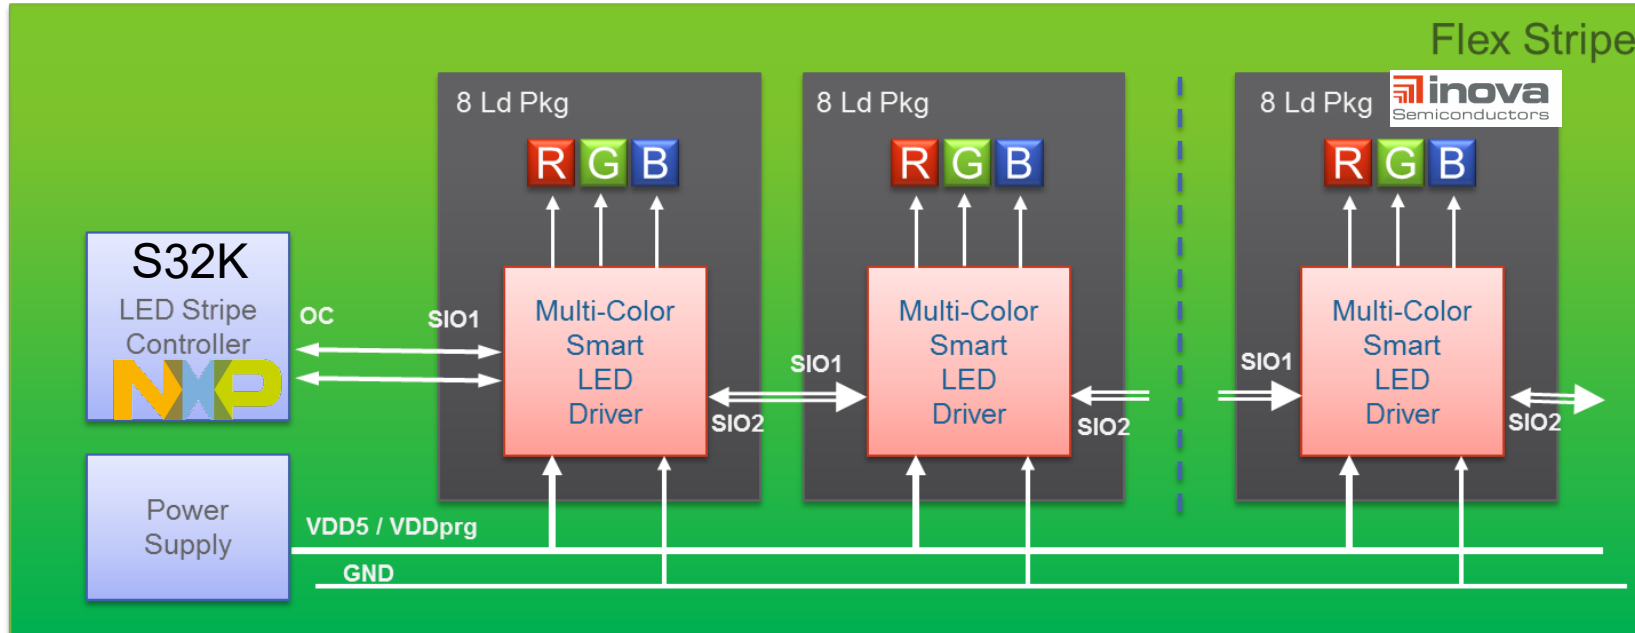 Flex Stripe
8 Ld Pkg
8 Ld Pkg
8 Ld Pkg
inova
Semiconductors
R G B
R G B
R G B
S32K
LED Stripe
Controller
NXP
OC
SIO1
Multi-Color
Smart
LED
Driver
SIO1
SIO2
Multi-Color
Smart
LED
Driver
SIO2
SIO1
Multi-Color
Smart
LED
Driver
SIO2
Power
Supply
VDD5 / VDDprg
GND